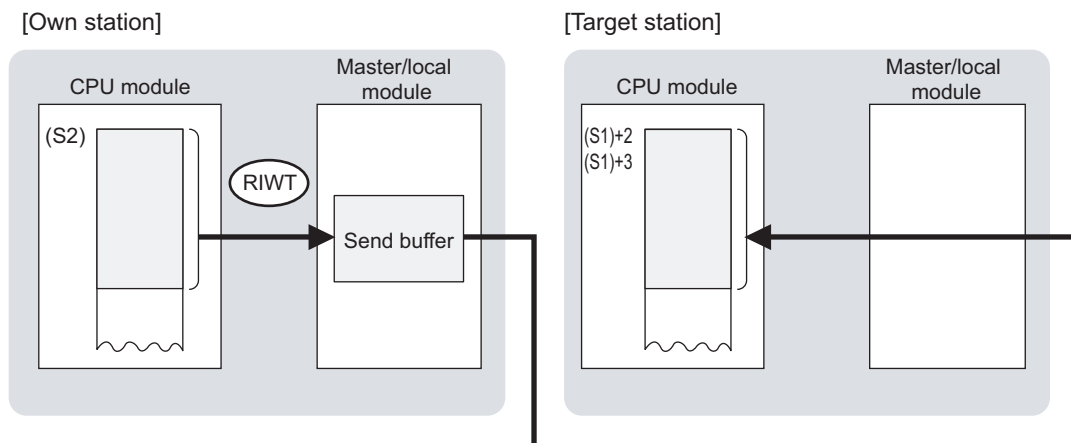 [Own station]
CPU module
Master/local
module
(S2)
RIWT
Send buffer
[Target station]
CPU module
Master/local
module
(S1)+2
(S1)+3